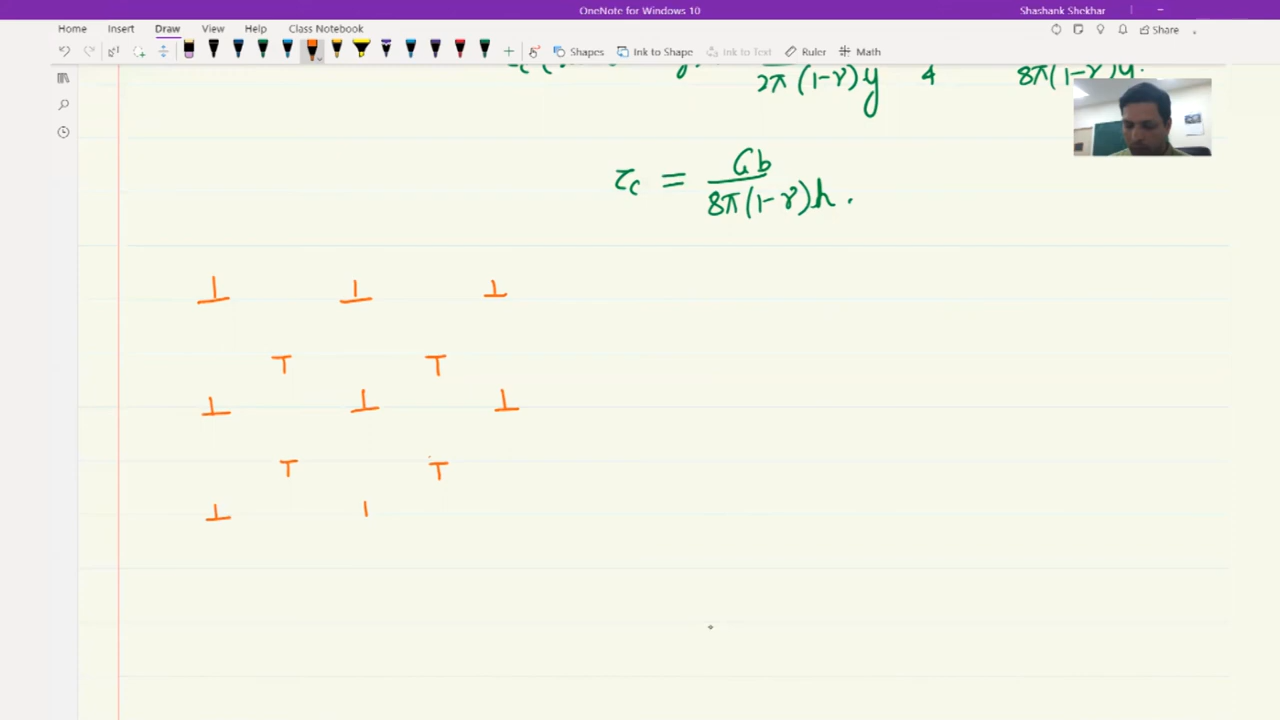 OneNote for Windows 10
Shashank Shekhar
Home Insert Draw View Help Class Notebook
Share
Shapes Ink to Shape Ink to Text Ruler Math
2π(1-γ)y 4 8π(1-γ)y.
τc = Gb / 8π(1-γ)h.
⊥ ⊥ ⊥
T T
⊥ ⊥ ⊥
T T
⊥ I